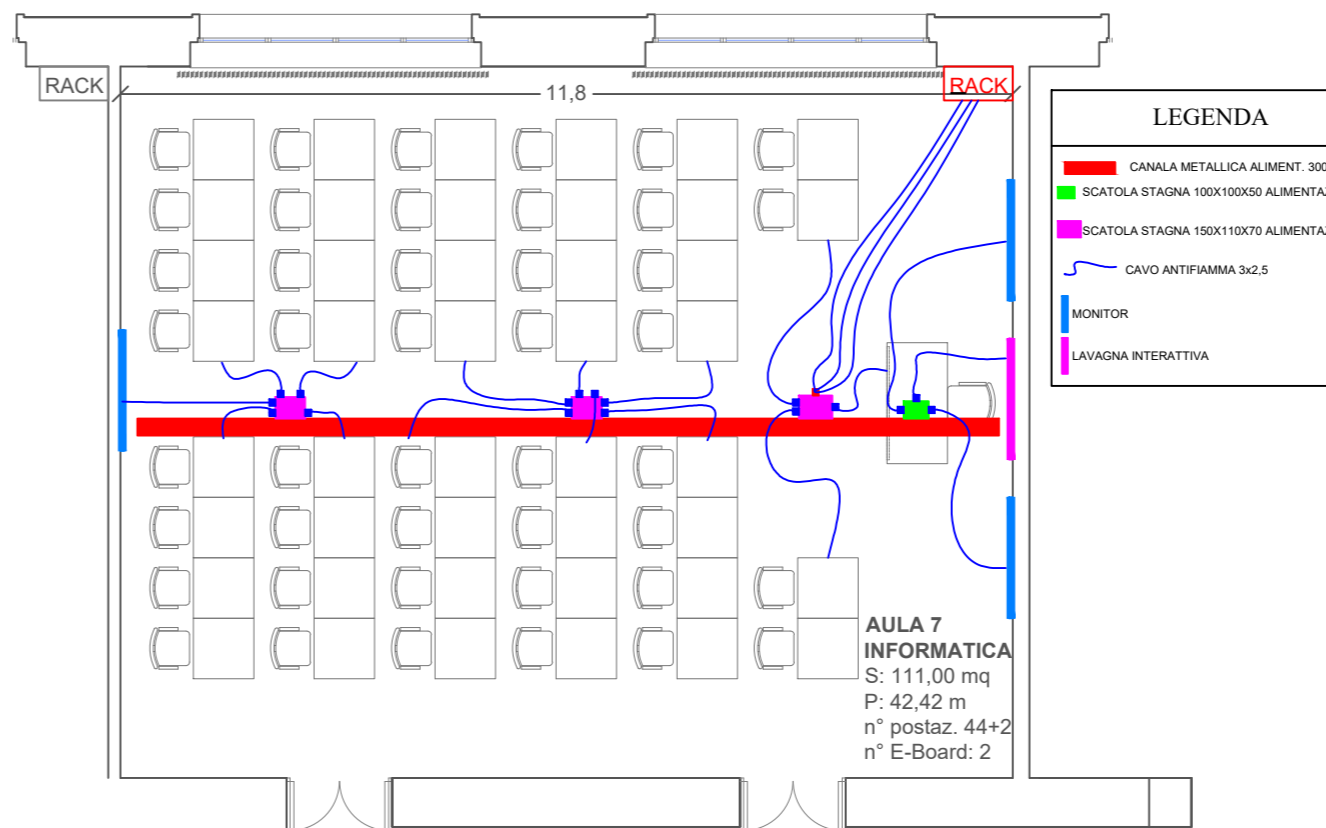 RACK
RACK
11,8
LEGENDA
CANALA METALLICA ALIMENT. 300
SCATOLA STAGNA 100X100X50 ALIMENTAZ
SCATOLA STAGNA 150X110X70 ALIMENTAZ
CAVO ANTIFIAMMA 3x2,5
MONITOR
LAVAGNA INTERATTIVA
AULA 7
INFORMATICA
S: 111,00 mq
P: 42,42 m
n° postaz. 44+2
n° E-Board: 2